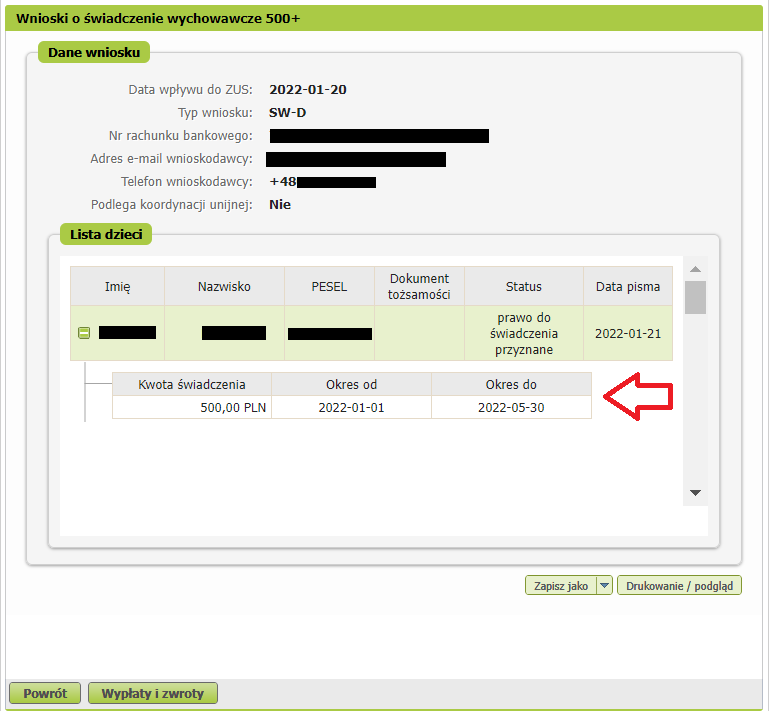 Wnioski o świadczenie wychowawcze 500+
Dane wniosku
Data wpływu do ZUS: 2022-01-20
Typ wniosku: SW-D
Nr rachunku bankowego:
Adres e-mail wnioskodawcy:
Telefon wnioskodawcy: +48
Podlega koordynacji unijnej: Nie
Lista dzieci
Imię Nazwisko PESEL Dokument tożsamości Status Data pisma
prawo do świadczenia przyznane 2022-01-21
Kwota świadczenia Okres od Okres do
500,00 PLN 2022-01-01 2022-05-30
Zapisz jako Drukowanie / podgląd
Powrót Wypłaty i zwroty